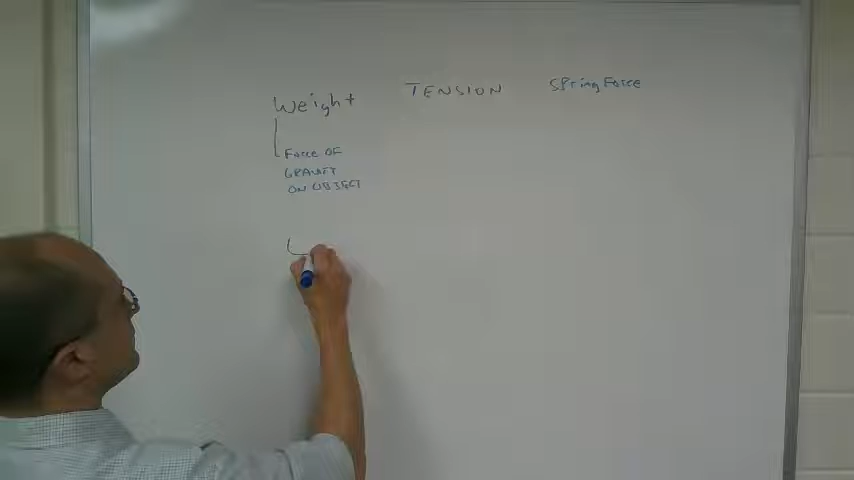 Weight TENSION Spring Force
FORCE OF
GRAVITY
ON OBJECT